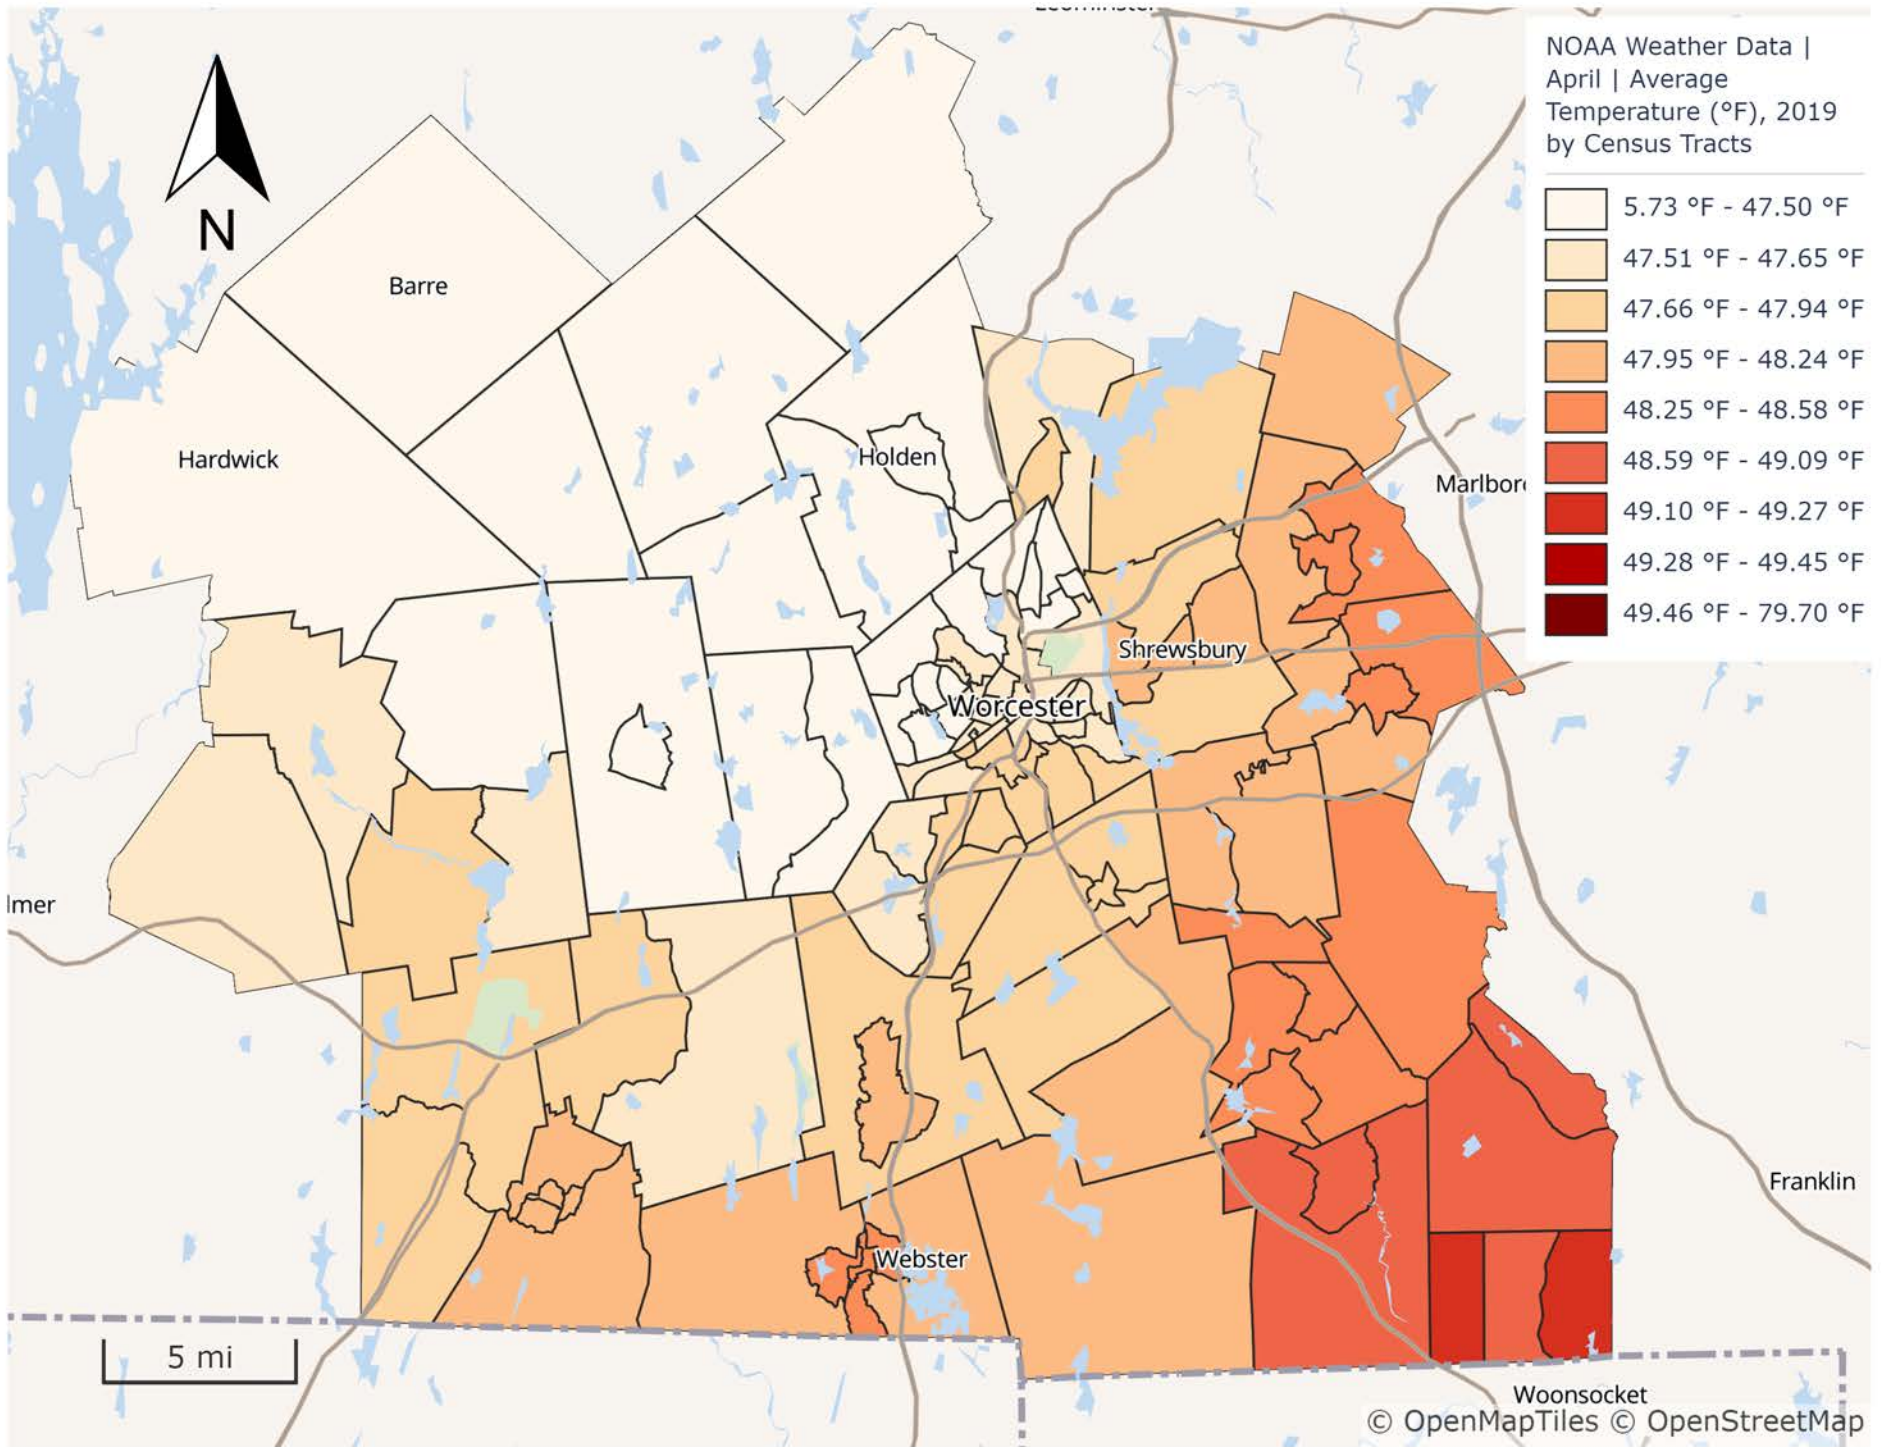 NOAA Weather Data |
April | Average
Temperature (°F), 2019
by Census Tracts
5.73 °F - 47.50 °F
47.51 °F - 47.65 °F
47.66 °F - 47.94 °F
47.95 °F - 48.24 °F
48.25 °F - 48.58 °F
48.59 °F - 49.09 °F
49.10 °F - 49.27 °F
49.28 °F - 49.45 °F
49.46 °F - 79.70 °F
N
Barre
Hardwick
Holden
Marlboro
Shrewsbury
Worcester
lmer
Franklin
Webster
5 mi
Woonsocket
© OpenMapTiles © OpenStreetMap